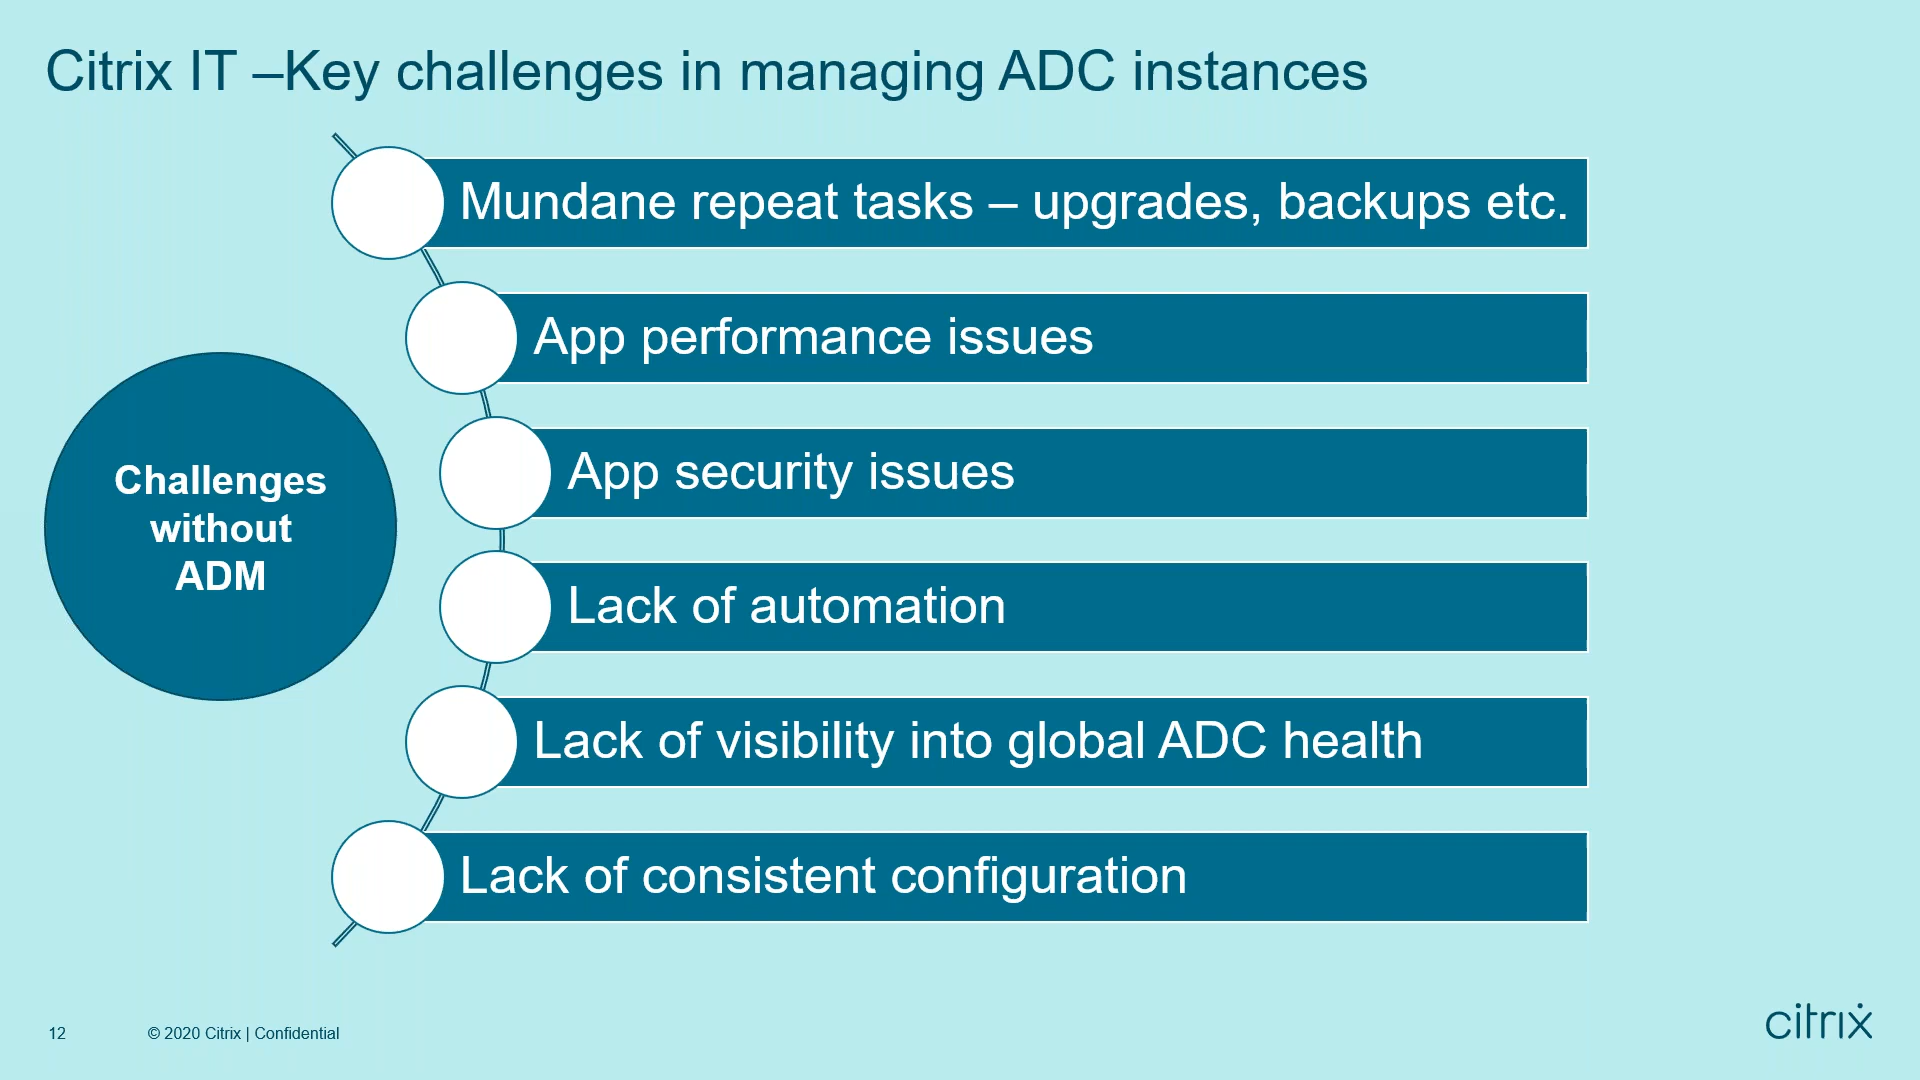 Citrix IT –Key challenges in managing ADC instances
Mundane repeat tasks – upgrades, backups etc.
App performance issues
App security issues
Challenges
without
ADM
Lack of automation
Lack of visibility into global ADC health
Lack of consistent configuration
12
© 2020 Citrix | Confidential
citrix